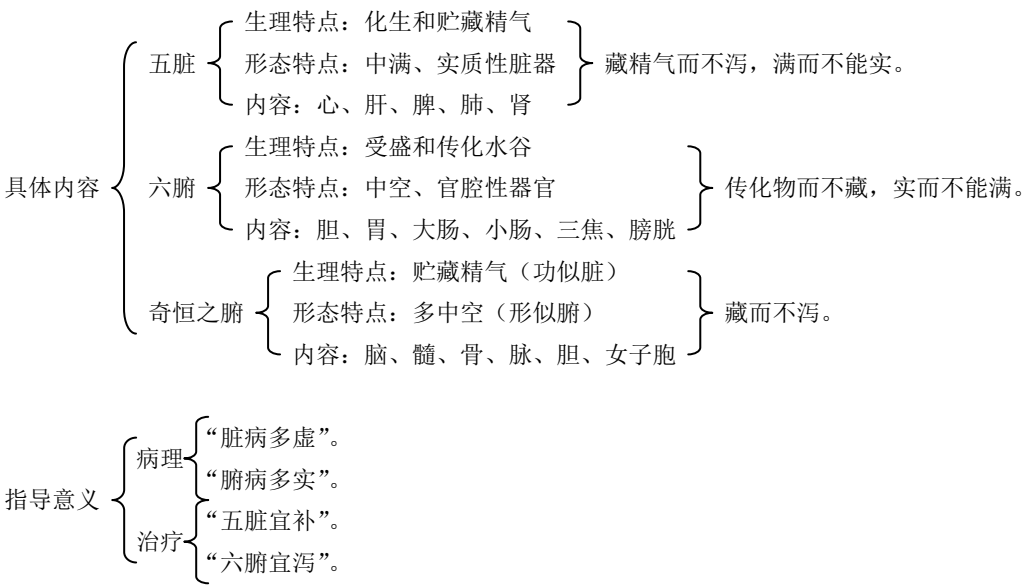 生理特点：化生和贮藏精气
五脏
形态特点：中满、实质性脏器
藏精气而不泻，满而不能实。
内容：心、肝、脾、肺、肾
生理特点：受盛和传化水谷
具体内容
六腑
形态特点：中空、官腔性器官
传化物而不藏，实而不能满。
内容：胆、胃、大肠、小肠、三焦、膀胱
生理特点：贮藏精气（功似脏）
奇恒之腑
形态特点：多中空（形似腑）
藏而不泻。
内容：脑、髓、骨、脉、胆、女子胞
指导意义
病理
“脏病多虚”。
“腑病多实”。
治疗
“五脏宜补”。
“六腑宜泻”。